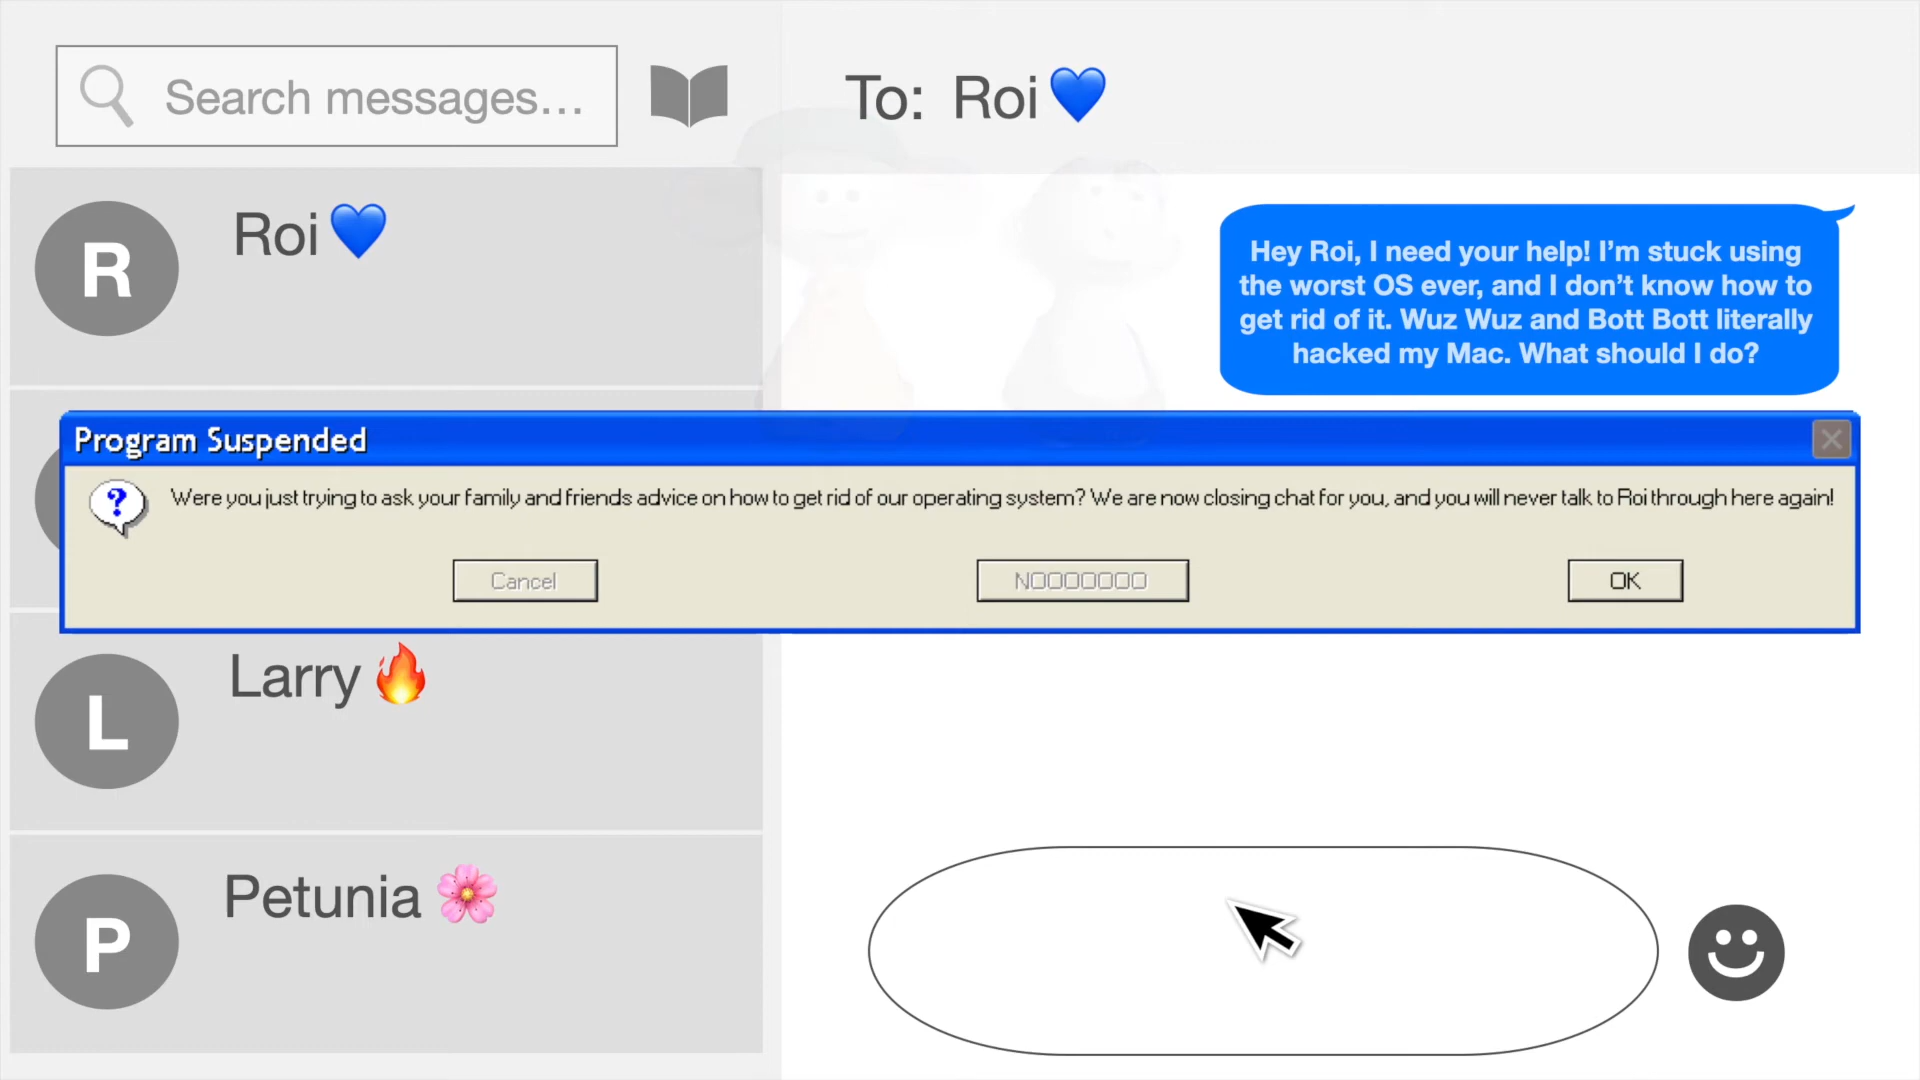 Search messages...
To: Roi💙
R
Roi💙
Hey Roi, I need your help! I’m stuck using
the worst OS ever, and I don’t know how to
get rid of it. Wuz Wuz and Bott Bott literally
hacked my Mac. What should I do?
Program Suspended
?
Were you just trying to ask your family and friends advice on how to get rid of our operating system? We are now closing chat for you, and you will never talk to Roi through here again!
Cancel
NOOOOOOO
OK
L
Larry 🔥
P
Petunia 🌸